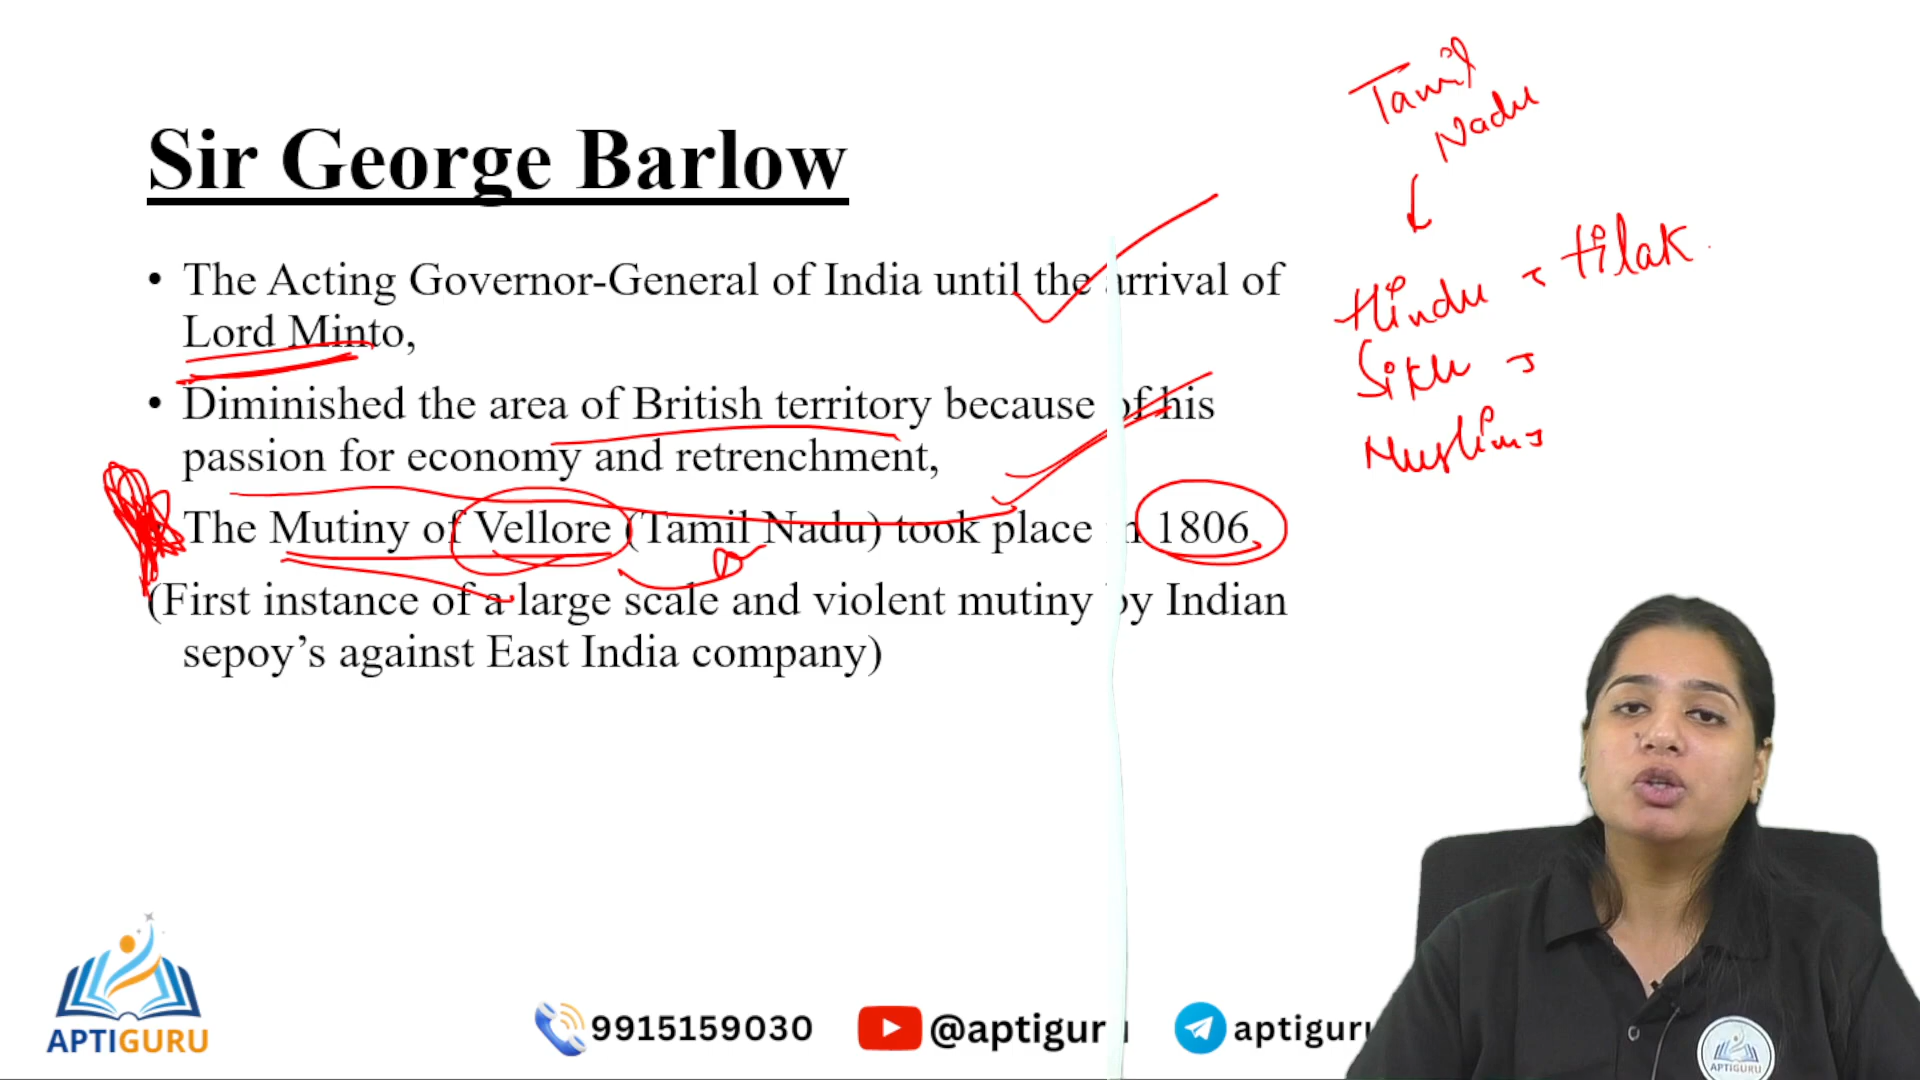 Sir George Barlow
• The Acting Governor-General of India until the arrival of
Lord Minto,
• Diminished the area of British territory because of his
passion for economy and retrenchment,
The Mutiny of Vellore (Tamil Nadu) took place in 1806.
(First instance of a large scale and violent mutiny by Indian
sepoy’s against East India company)
Tamil
Nadu
Hindu
tilak
Sikh
Muslims
APTIGURU
9915159030
@aptiguru
aptiguru
APTIGURU